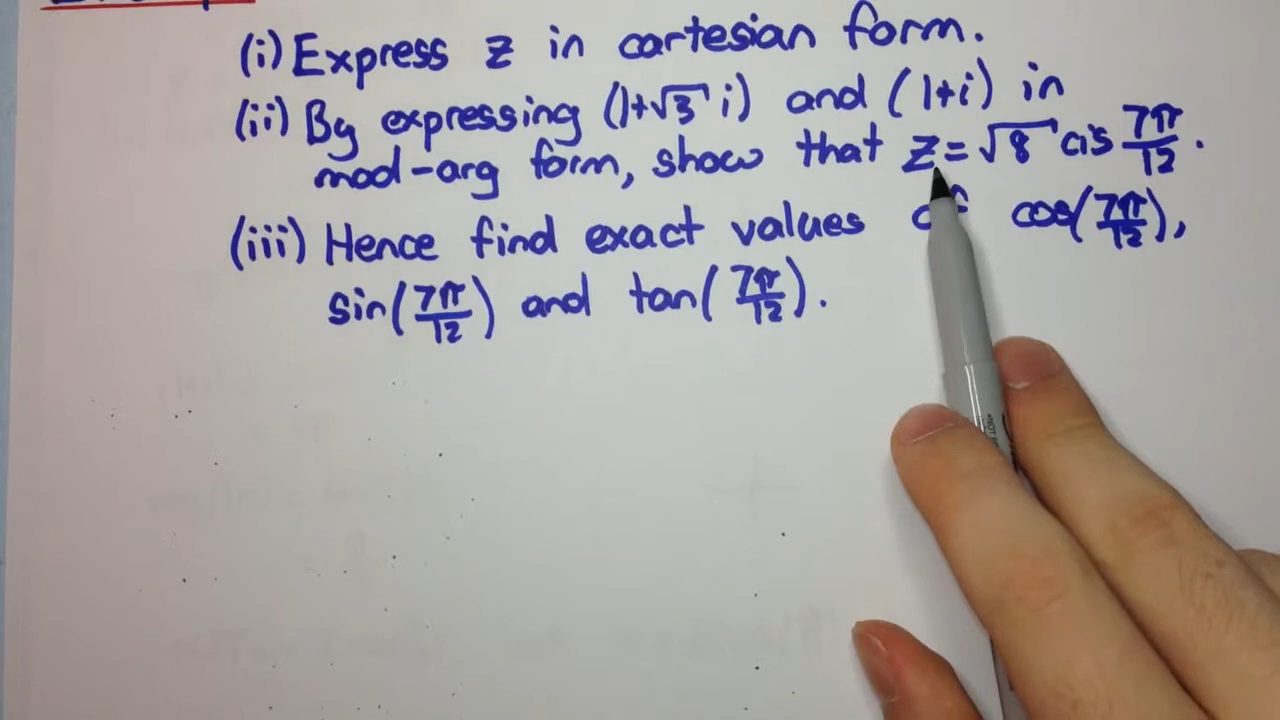 (i) Express z in cartesian form.
(ii) By expressing (1+√3 i) and (1+i) in
mod-arg form, show that z=√8 cis 7π/12.
(iii) Hence find exact values of cos(7π/12),
sin(7π/12) and tan(7π/12).